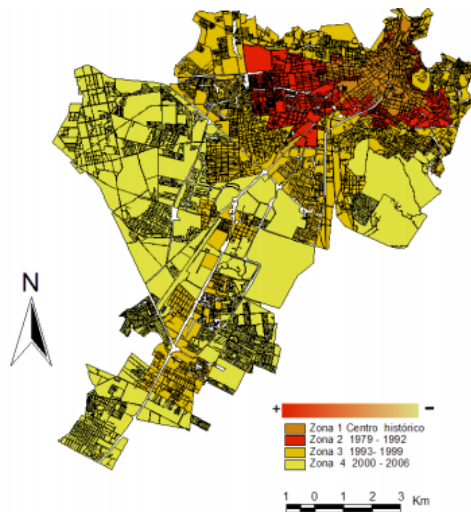 N
+ −
Zona 1 Centro histórico
Zona 2 1979 - 1992
Zona 3 1993- 1999
Zona 4 2000 - 2006
1 0 1 2 3 Km